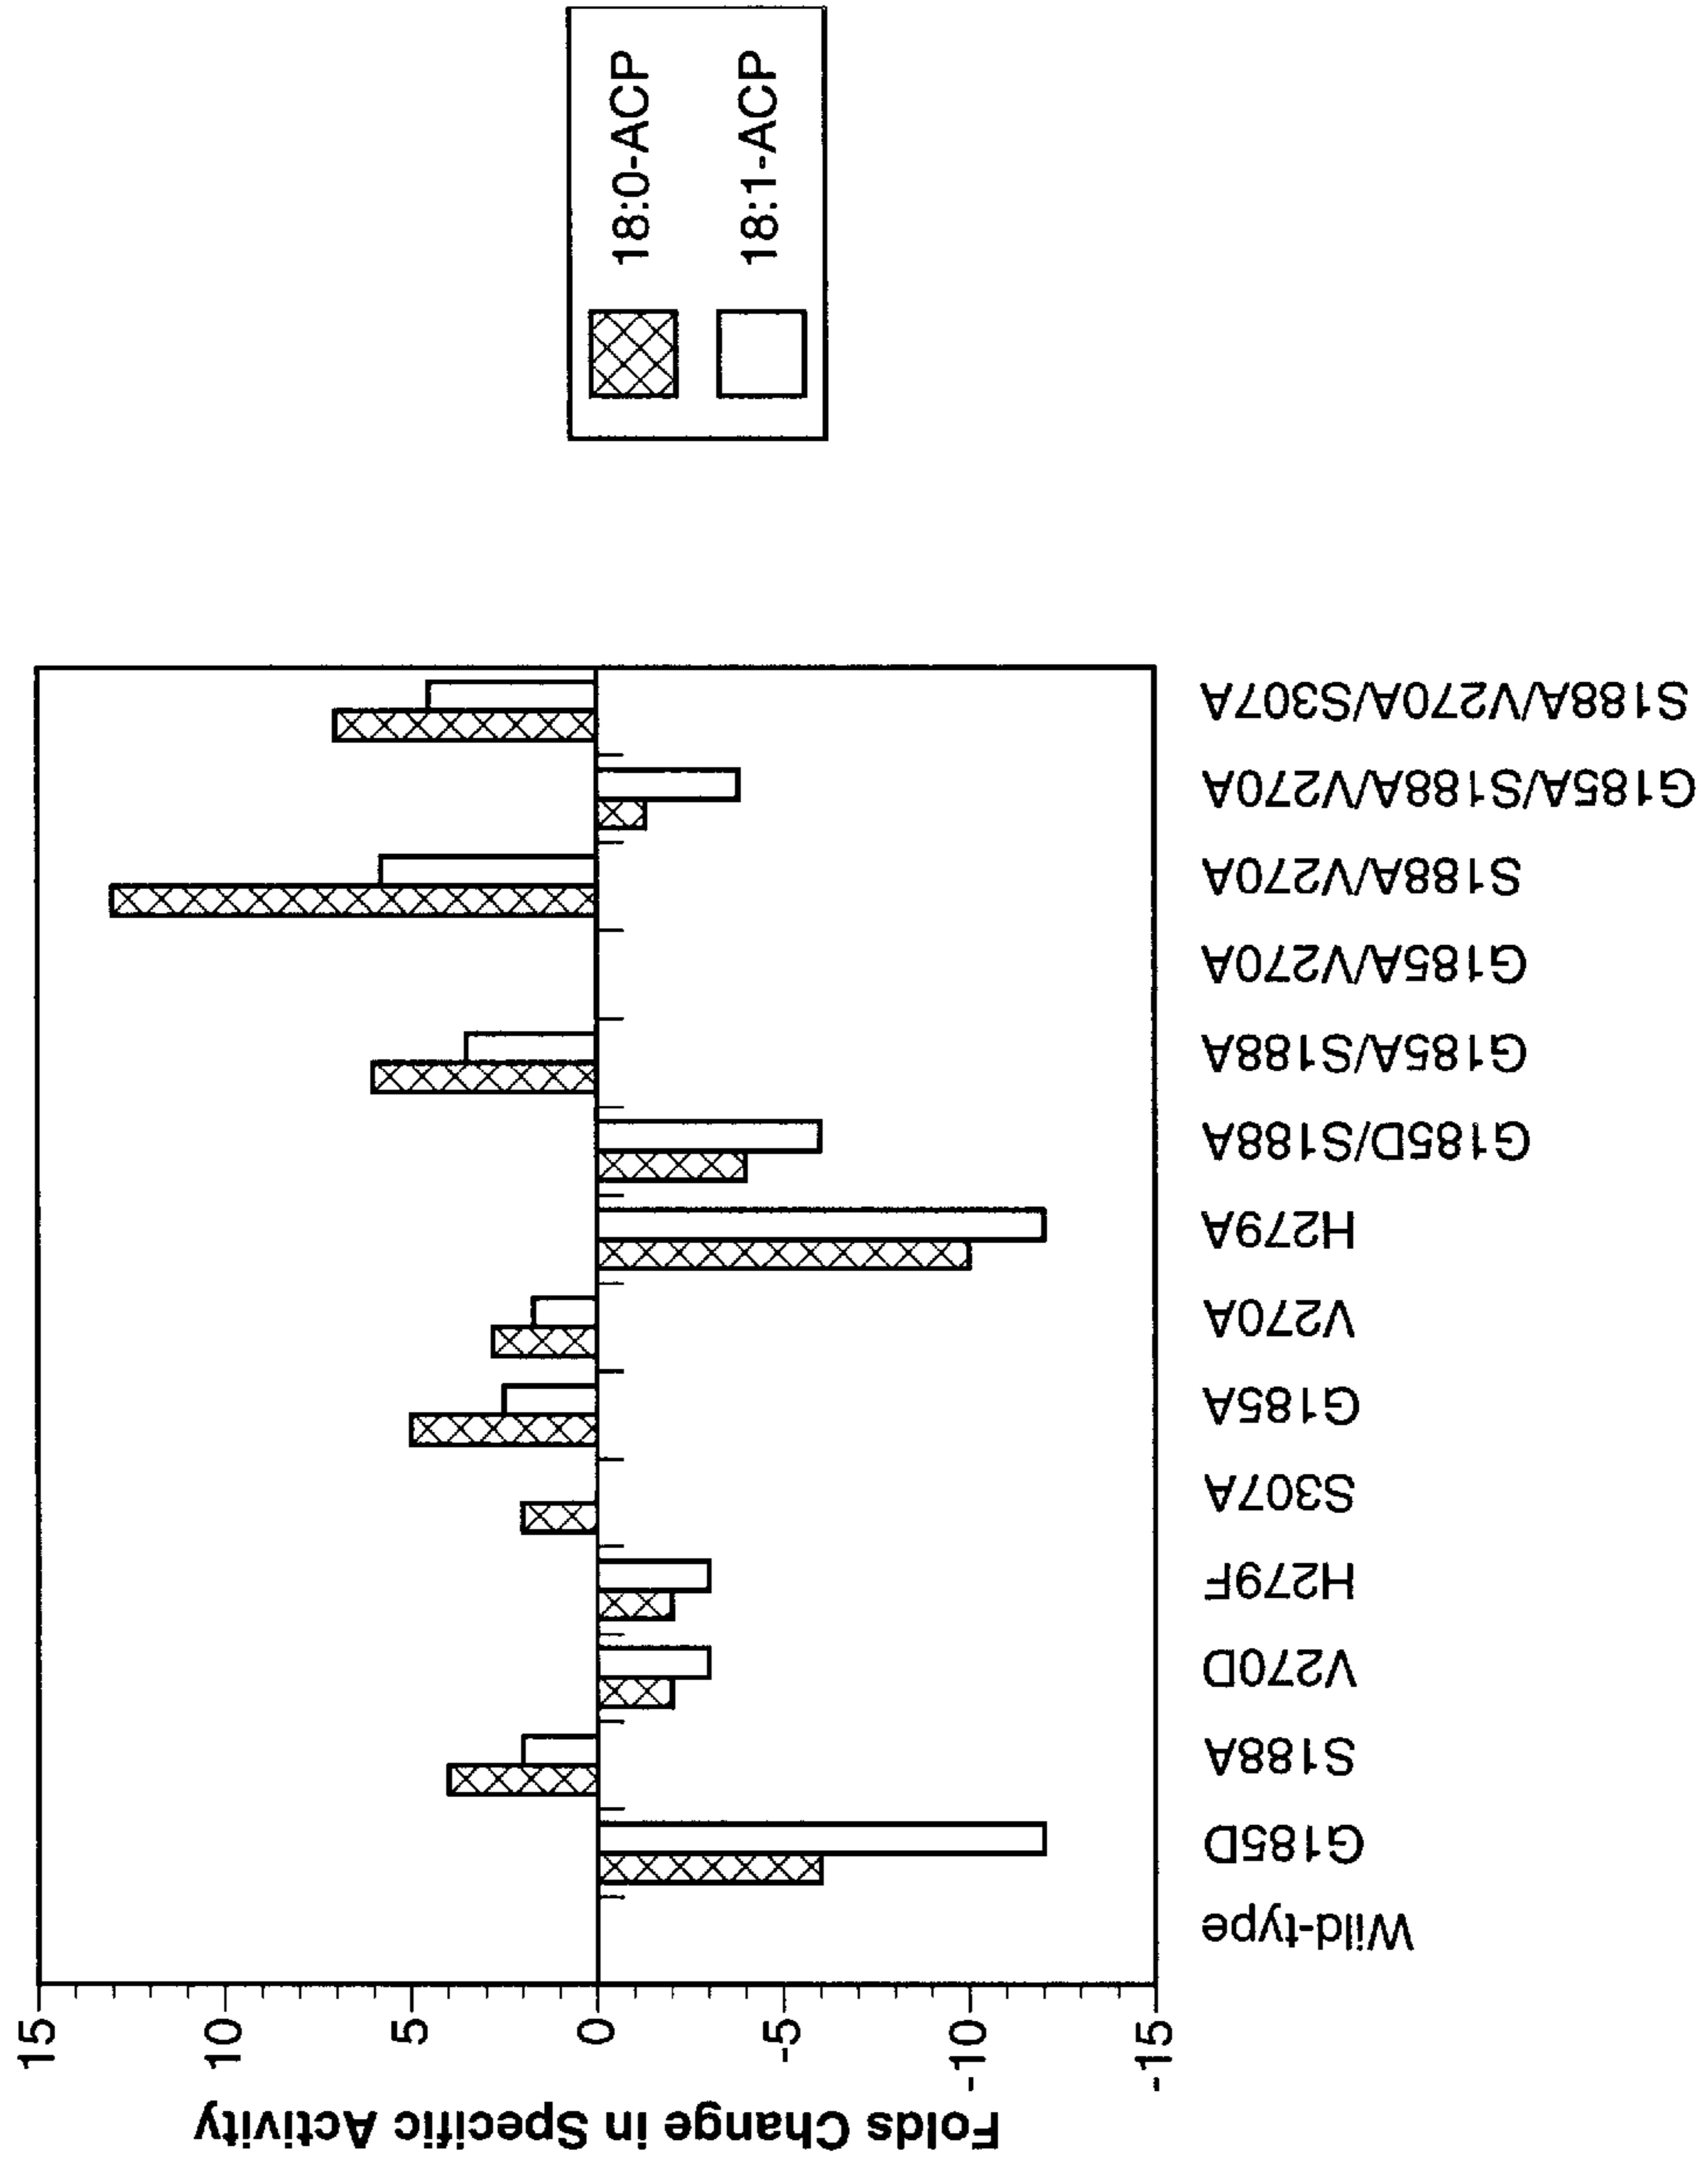 Folds Change in Specific Activity
15
10
5
0
-5
-10
-15
Wild-type
G185D
S188A
V270D
H279F
S307A
G185A
V270A
H279A
G185D/S188A
G185A/S188A
G185A/V270A
S188A/V270A
G185A/S188A/V270A
S188A/V270A/S307A
18:0-ACP
18:1-ACP